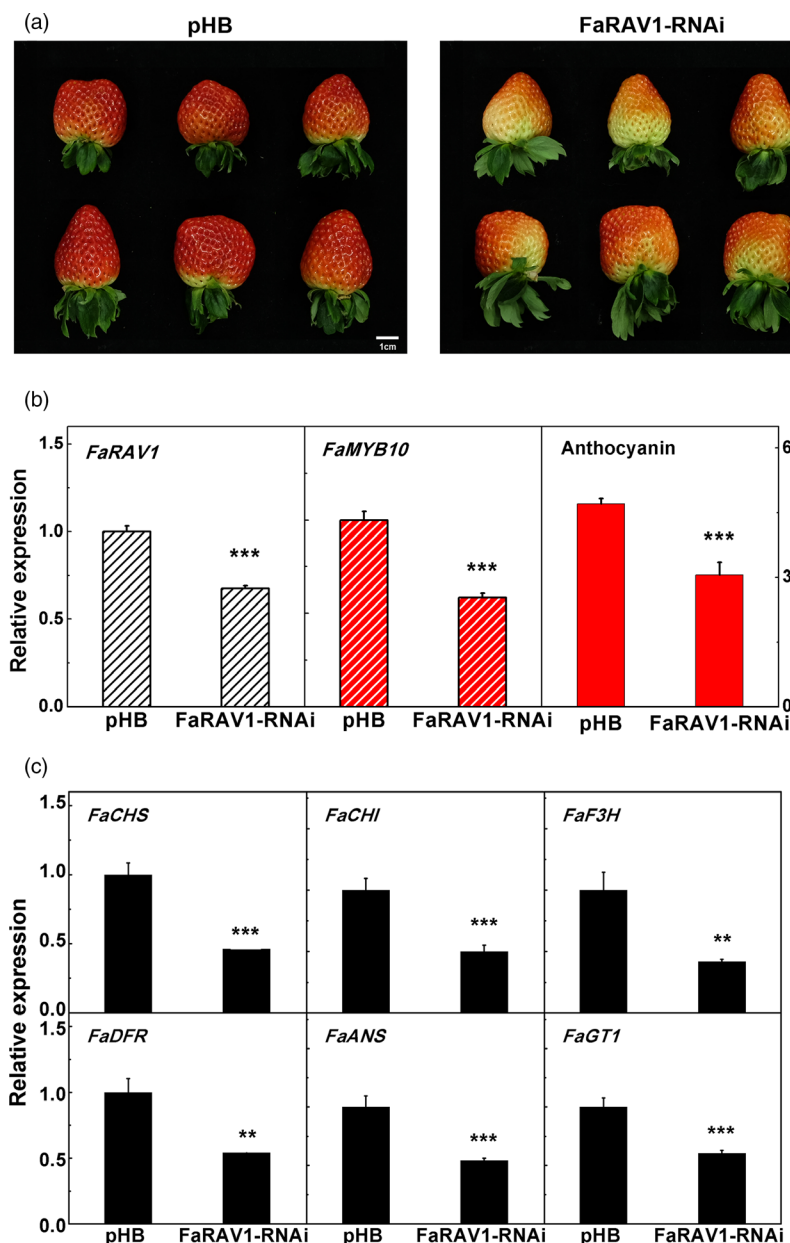 (a)
pHB
FaRAV1-RNAi
1cm
(b)
Relative expression
1.5
1.0
0.5
0.0
FaRAV1
***
pHB
FaRAV1-RNAi
FaMYB10
***
pHB
FaRAV1-RNAi
Anthocyanin
***
pHB
FaRAV1-RNAi
6
3
0
(c)
Relative expression
1.5
1.0
0.5
0.0
FaCHS
***
FaCHI
***
FaF3H
**
1.5
1.0
0.5
0.0
FaDFR
**
FaANS
***
FaGT1
***
pHB
FaRAV1-RNAi
pHB
FaRAV1-RNAi
pHB
FaRAV1-RNAi